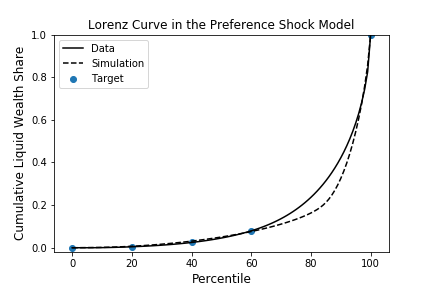 Lorenz Curve in the Preference Shock Model
Data
Simulation
Target
Cumulative Liquid Wealth Share
1.0
0.8
0.6
0.4
0.2
0.0
0 20 40 60 80 100
Percentile